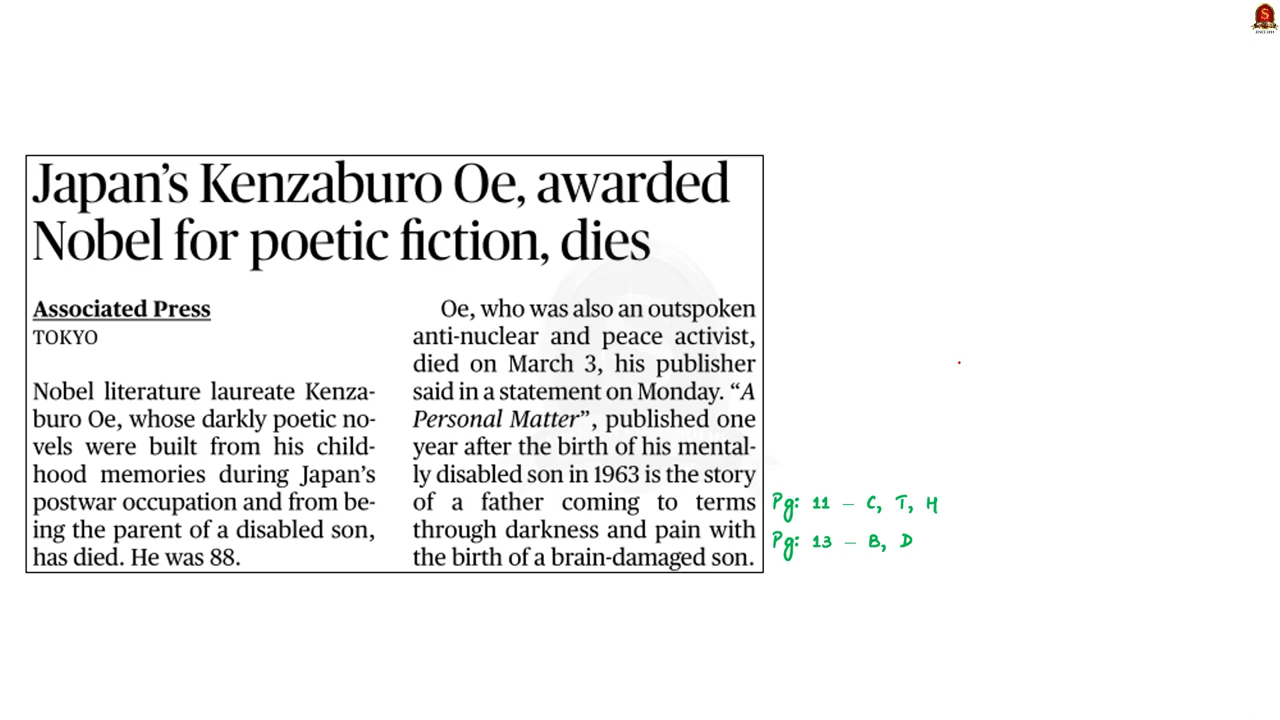 Japan’s Kenzaburo Oe, awarded
Nobel for poetic fiction, dies
Associated Press
TOKYO
Nobel literature laureate Kenza-
buro Oe, whose darkly poetic no-
vels were built from his child-
hood memories during Japan’s
postwar occupation and from be-
ing the parent of a disabled son,
has died. He was 88.
Oe, who was also an outspoken
anti-nuclear and peace activist,
died on March 3, his publisher
said in a statement on Monday. “A
Personal Matter”, published one
year after the birth of his mental-
ly disabled son in 1963 is the story
of a father coming to terms
through darkness and pain with
the birth of a brain-damaged son.
Pg: 11 – C, T, H
Pg: 13 – B, D
S